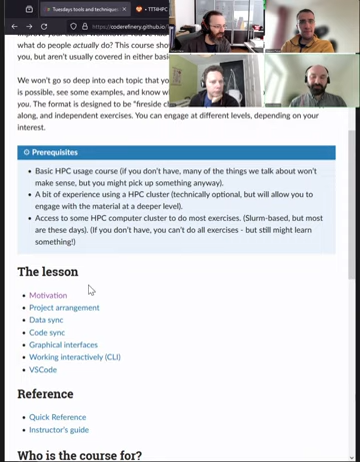 Tuesdays tools and technique:
TTT4HPC
https://coderefinery.github.io
what do people actually do? This course sho
you, but aren't usually covered in either basi
We won't go so deep into each topic that yo
is possible, see some examples, and know w
you. The format is designed to be "fireside c
along, and independent exercises. You can engage at different levels, depending on your
interest.
Prerequisites
• Basic HPC usage course (if you don't have, many of the things we talk about won't
make sense, but you might pick up something anyway).
• A bit of experience using a HPC cluster (technically optional, but will allow you to
engage with the material at a deeper level).
• Access to some HPC computer cluster to do most exercises. (Slurm-based, but most
are these days). (If you don't have, you can't do all exercises - but still might learn
something!)
The lesson
• Motivation
• Project arrangement
• Data sync
• Code sync
• Graphical interfaces
• Working interactively (CLI)
• VSCode
Reference
• Quick Reference
• Instructor's guide
Who is the course for?